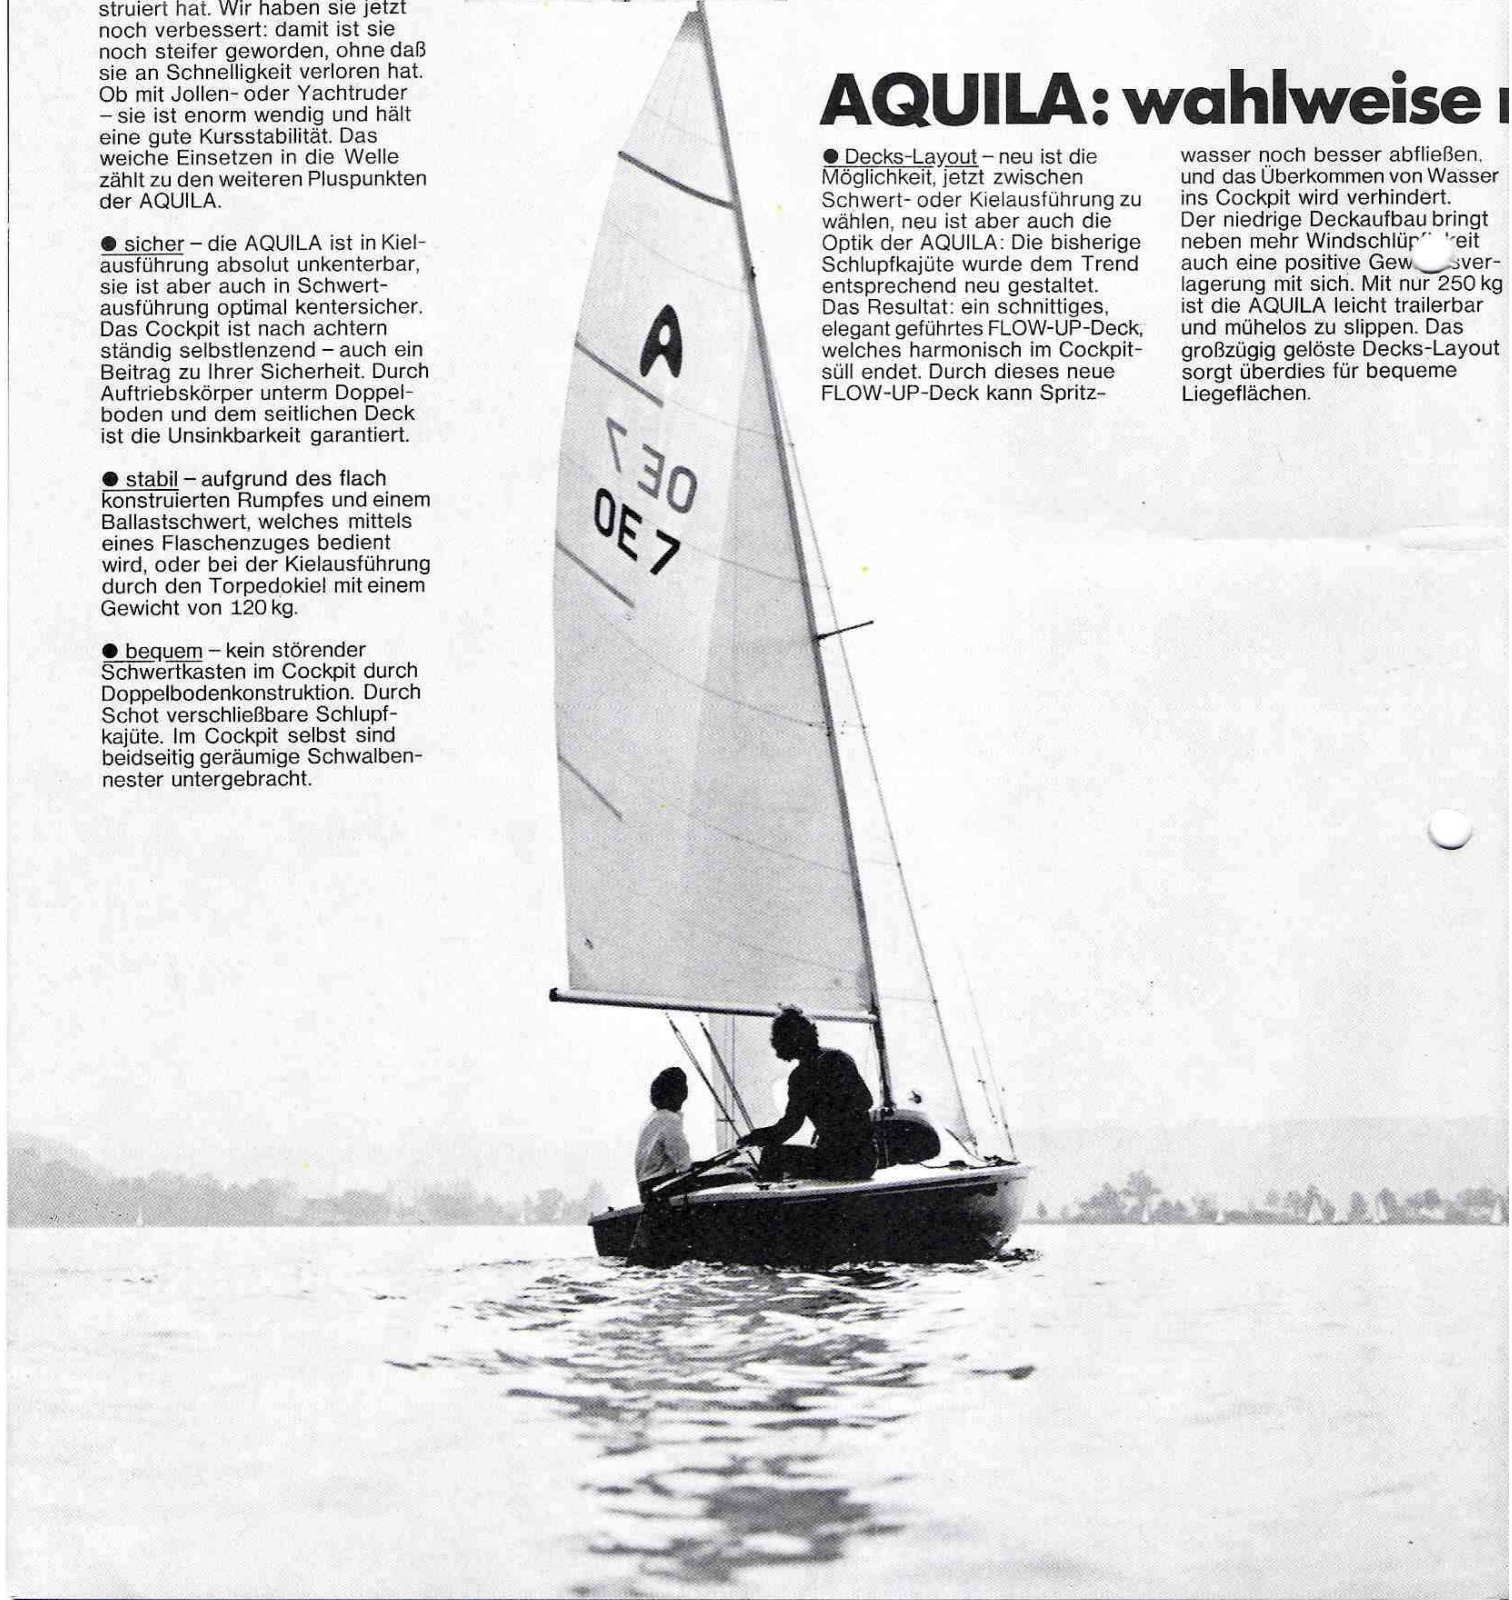 struiert hat. Wir haben sie jetzt
noch verbessert: damit ist sie
noch steifer geworden, ohne daß
sie an Schnelligkeit verloren hat.
Ob mit Jollen- oder Yachtruder
– sie ist enorm wendig und hält
eine gute Kursstabilität. Das
weiche Einsetzen in die Welle
zählt zu den weiteren Pluspunkten
der AQUILA.
● sicher – die AQUILA ist in Kiel-
ausführung absolut unkenterbar,
sie ist aber auch in Schwert-
ausführung optimal kentersicher.
Das Cockpit ist nach achtern
ständig selbstlenzend – auch ein
Beitrag zu Ihrer Sicherheit. Durch
Auftriebskörper unterm Doppel-
boden und dem seitlichen Deck
ist die Unsinkbarkeit garantiert.
● stabil – aufgrund des flach
konstruierten Rumpfes und einem
Ballastschwert, welches mittels
eines Flaschenzuges bedient
wird, oder bei der Kielausführung
durch den Torpedokiel mit einem
Gewicht von 120 kg.
● bequem – kein störender
Schwertkasten im Cockpit durch
Doppelbodenkonstruktion. Durch
Schot verschließbare Schlupf-
kajüte. Im Cockpit selbst sind
beidseitig geräumige Schwalben-
nester untergebracht.
A
OE7
OE 7
AQUILA: wahlweise
● Decks-Layout – neu ist die
Möglichkeit, jetzt zwischen
Schwert- oder Kielausführung zu
wählen, neu ist aber auch die
Optik der AQUILA: Die bisherige
Schlupfkajüte wurde dem Trend
entsprechend neu gestaltet.
Das Resultat: ein schnittiges,
elegant geführtes FLOW-UP-Deck,
welches harmonisch im Cockpit-
süll endet. Durch dieses neue
FLOW-UP-Deck kann Spritz-
wasser noch besser abfließen,
und das Überkommen von Wasser
ins Cockpit wird verhindert.
Der niedrige Deckaufbau bringt
neben mehr
auch eine positive
lagerung mit sich. Mit nur 250 kg
ist die AQUILA leicht trailerbar
und mühelos zu slippen. Das
großzügig gelöste Decks-Layout
sorgt überdies für bequeme
Liegeflächen.